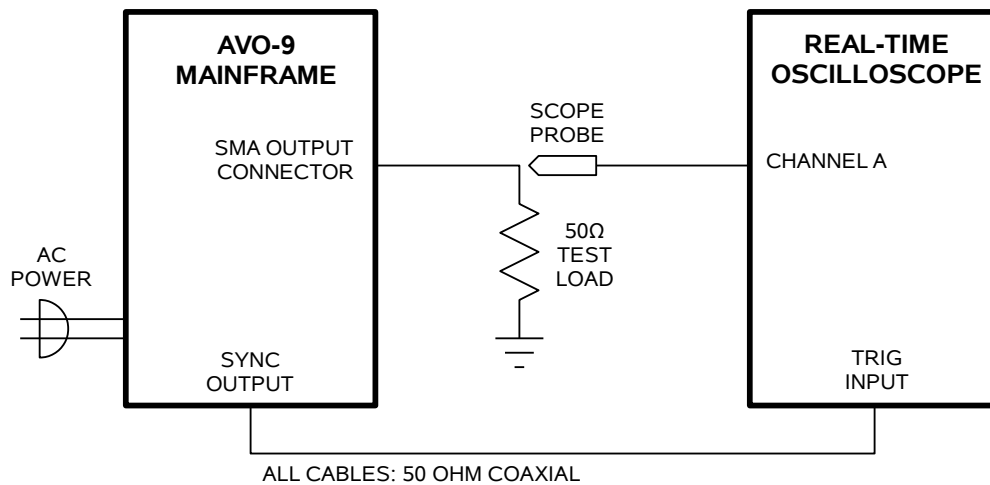 AVO-9
MAINFRAME
REAL-TIME
OSCILLOSCOPE
SCOPE
PROBE
SMA OUTPUT
CONNECTOR
CHANNEL A
50Ω
TEST
LOAD
AC
POWER
SYNC
OUTPUT
TRIG
INPUT
ALL CABLES: 50 OHM COAXIAL